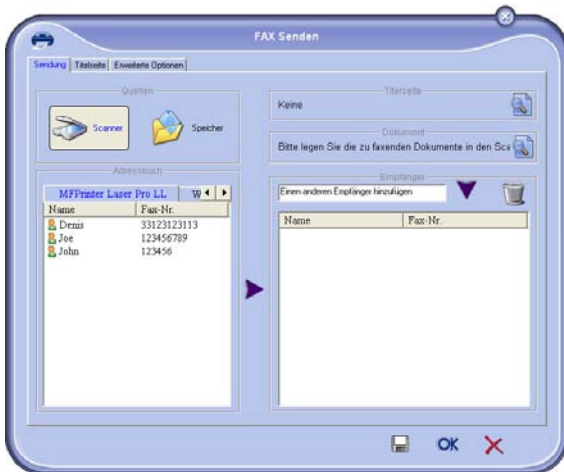 FAX Senden
Sendung Titelseite Erweiterte Optionen
Quellen
Scanner
Speicher
Titelseite
Keine
Dokument
Bitte legen Sie die zu faxenden Dokumente in den Sca
Adressbuch
MFPrinter Laser Pro LL W
Name Fax-Nr.
Denis 33123123113
Joe 123456789
John 123456
Empfänger
Einen anderen Empfänger hinzufügen
Name Fax-Nr.
OK